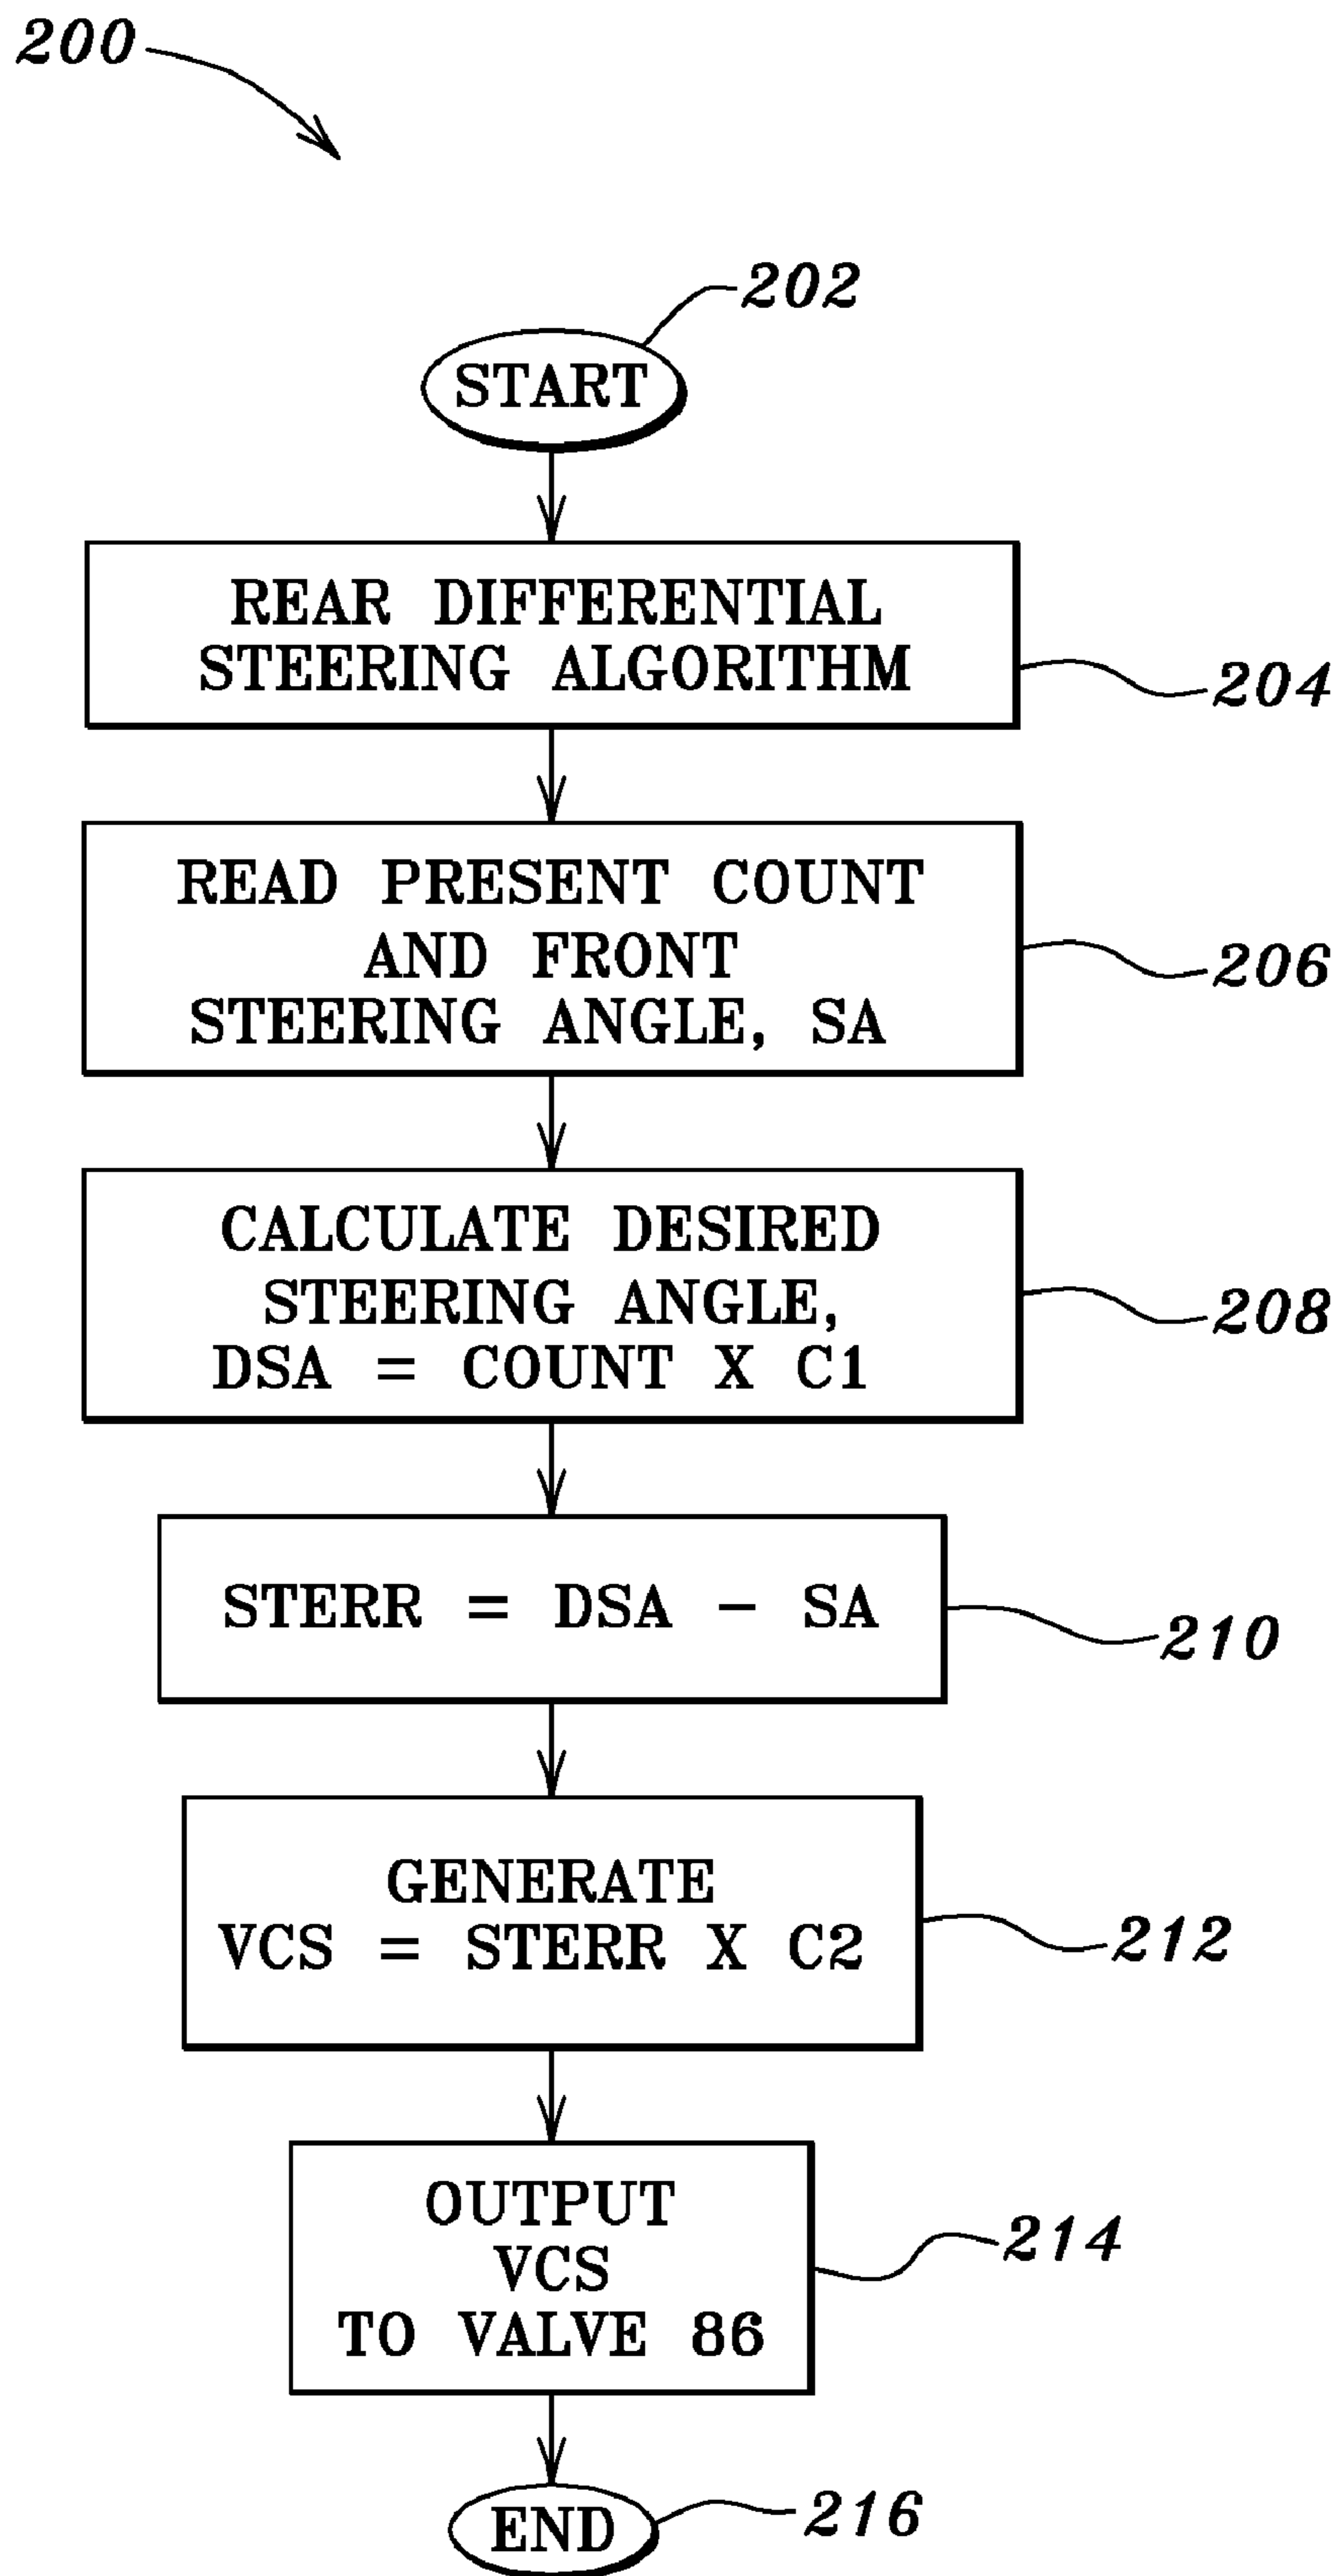 200
202
START
REAR DIFFERENTIAL
STEERING ALGORITHM
204
READ PRESENT COUNT
AND FRONT
STEERING ANGLE, SA
206
CALCULATE DESIRED
STEERING ANGLE,
DSA = COUNT X C1
208
STERR = DSA - SA
210
GENERATE
VCS = STERR X C2
212
OUTPUT
VCS
TO VALVE 86
214
END
216